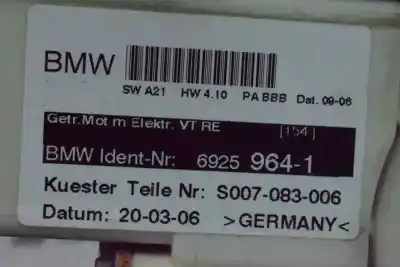 BMW
SW A21 HW 4.10 PA BBB Dat. 09-06
Getr.Mot m Elektr. VT RE [154]
BMW Ident-Nr: 6925 964-1
Kuester Teile Nr: S007-083-006
Datum: 20-03-06 >GERMANY<